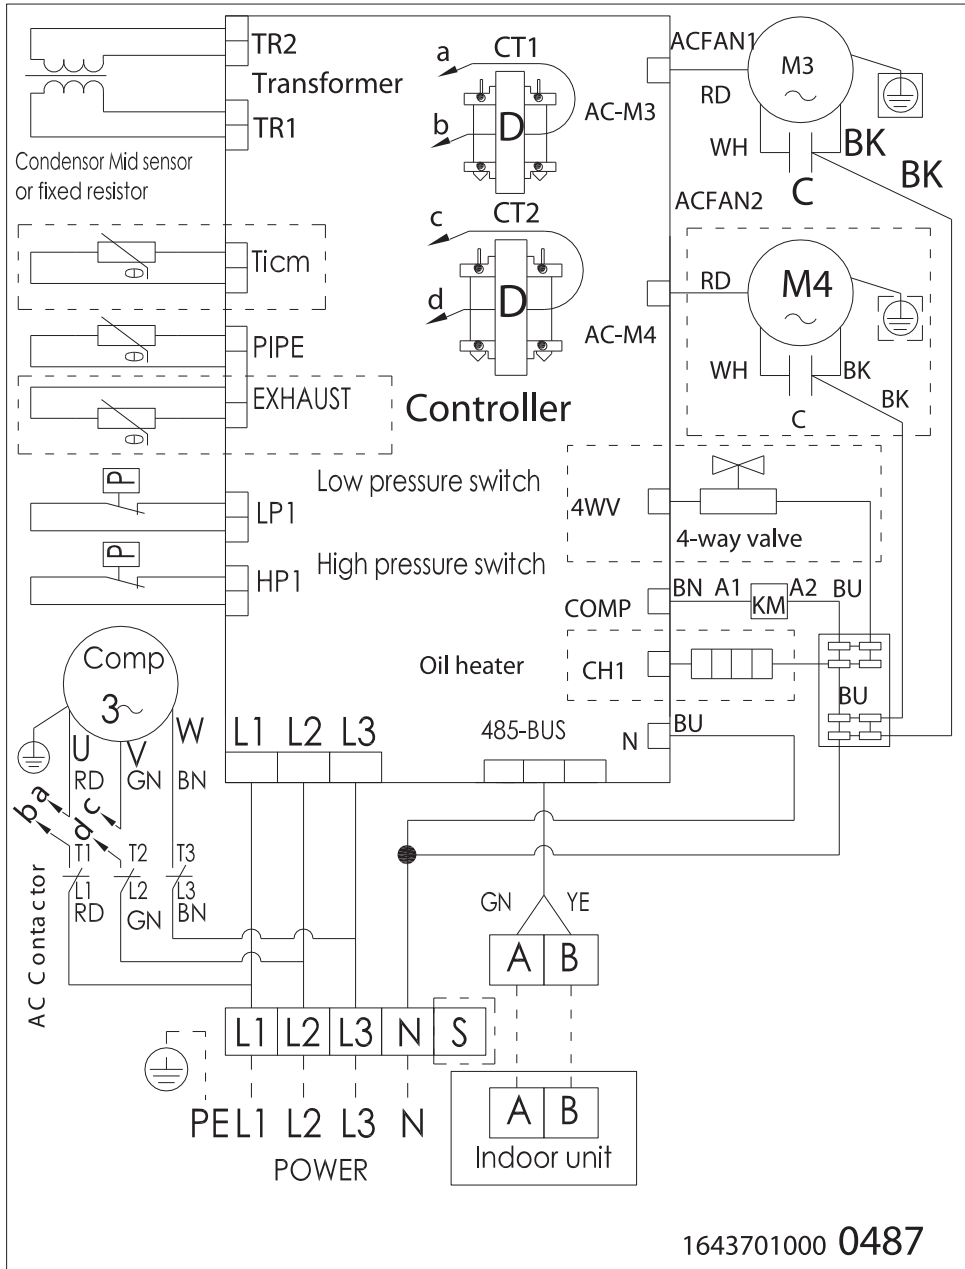 TR2
Transformer
TR1
Condensor Mid sensor
or fixed resistor
Ticm
PIPE
EXHAUST
P
LP1
Low pressure switch
P
HP1
High pressure switch
a
CT1
b
D
c
CT2
d
D
Controller
ACFAN1
M3
AC-M3
RD
WH
BK
C
BK
ACFAN2
RD
M4
AC-M4
WH
BK
C
BK
4WV
4-way valve
COMP
BN A1 KM A2 BU
Oil heater
CH1
BU
N
BU
485-BUS
L1 L2 L3
Comp
3
U V W
RD GN BN
b a c d
T1 T2 T3
L1 L2 L3
RD GN BN
AC Contactor
GN YE
A B
L1 L2 L3 N S
PE L1 L2 L3 N
POWER
A B
Indoor unit
1643701000 0487